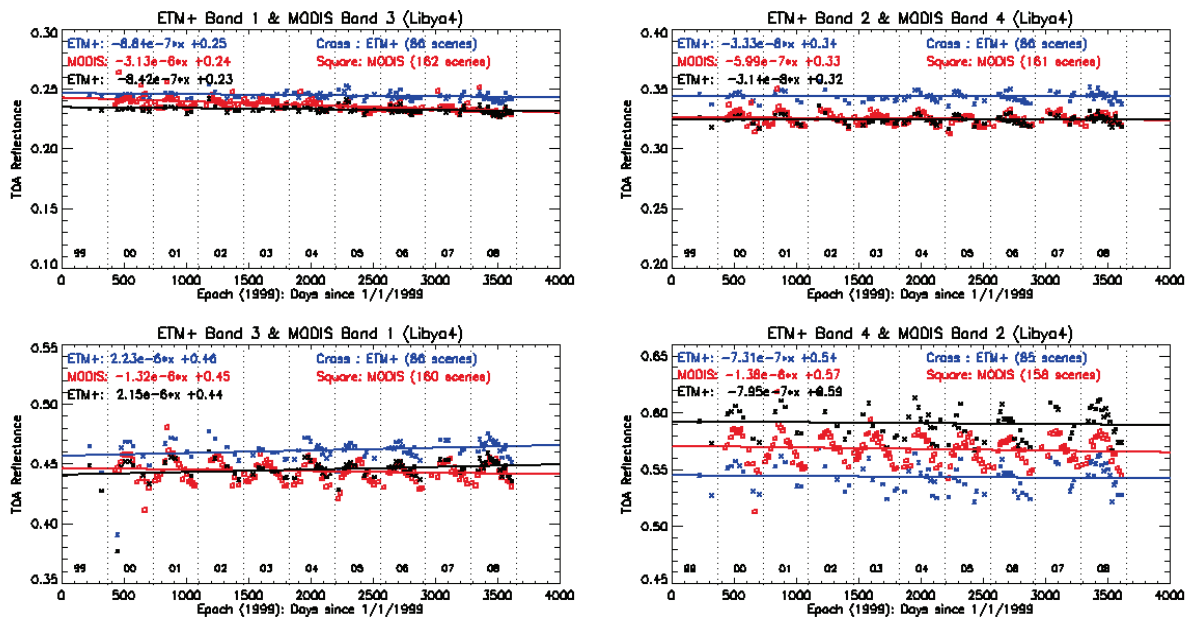 ETM+ Band 1 & MODIS Band 3 (Libya4)
0.30
0.25
0.20
0.15
0.10
TOA Reflectance
ETM+: -8.84e-7*x +0.25
MODIS: -3.13e-6*x +0.24
ETM+: -8.42e-7*x +0.23
Cross : ETM+ (86 scenes)
Square: MODIS (162 scenes)
99 00 01 02 03 04 05 06 07 08
0 500 1000 1500 2000 2500 3000 3500 4000
Epoch (1999): Days since 1/1/1999
ETM+ Band 2 & MODIS Band 4 (Libya4)
0.40
0.35
0.30
0.25
0.20
TOA Reflectance
ETM+: -3.33e-8*x +0.34
MODIS: -5.99e-7*x +0.33
ETM+: -3.14e-8*x +0.32
Cross : ETM+ (86 scenes)
Square: MODIS (161 scenes)
99 00 01 02 03 04 05 06 07 08
0 500 1000 1500 2000 2500 3000 3500 4000
Epoch (1999): Days since 1/1/1999
ETM+ Band 3 & MODIS Band 1 (Libya4)
0.55
0.50
0.45
0.40
0.35
TOA Reflectance
ETM+: 2.23e-6*x +0.46
MODIS: -1.32e-6*x +0.45
ETM+: 2.15e-6*x +0.44
Cross : ETM+ (86 scenes)
Square: MODIS (160 scenes)
99 00 01 02 03 04 05 06 07 08
0 500 1000 1500 2000 2500 3000 3500 4000
Epoch (1999): Days since 1/1/1999
ETM+ Band 4 & MODIS Band 2 (Libya4)
0.65
0.60
0.55
0.50
0.45
TOA Reflectance
ETM+: -7.31e-7*x +0.54
MODIS: -1.38e-6*x +0.57
ETM+: -7.95e-7*x +0.59
Cross : ETM+ (85 scenes)
Square: MODIS (158 scenes)
99 00 01 02 03 04 05 06 07 08
0 500 1000 1500 2000 2500 3000 3500 4000
Epoch (1999): Days since 1/1/1999